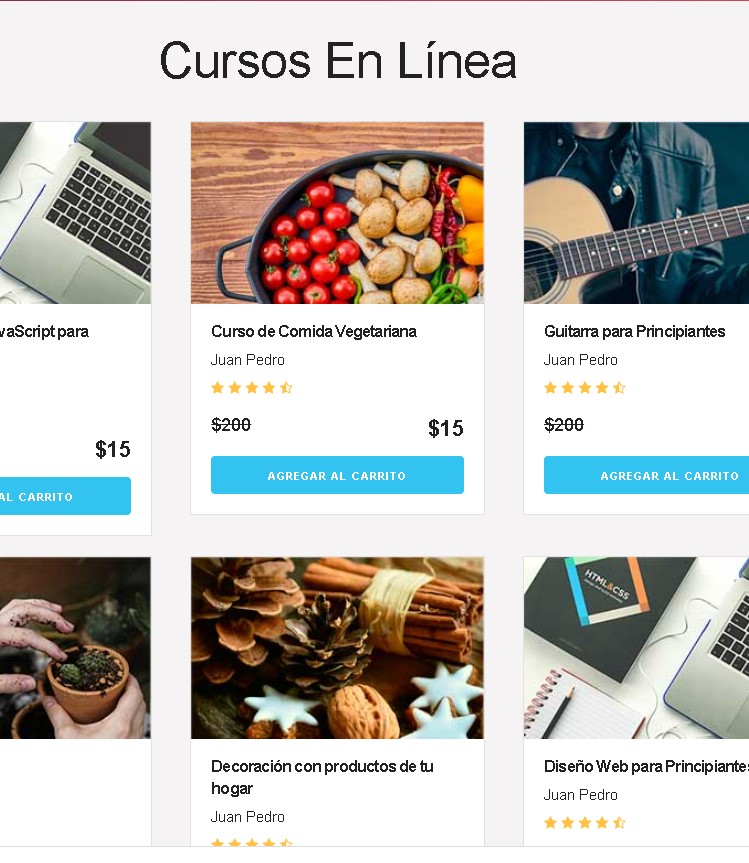 Cursos En Línea
vaScript para
$15
AL CARRITO
Curso de Comida Vegetariana
Juan Pedro
$200 $15
AGREGAR AL CARRITO
Guitarra para Principiantes
Juan Pedro
$200
AGREGAR AL CARRITO
Decoración con productos de tu
hogar
Juan Pedro
HTML&CSS
Diseño Web para Principiantes
Juan Pedro